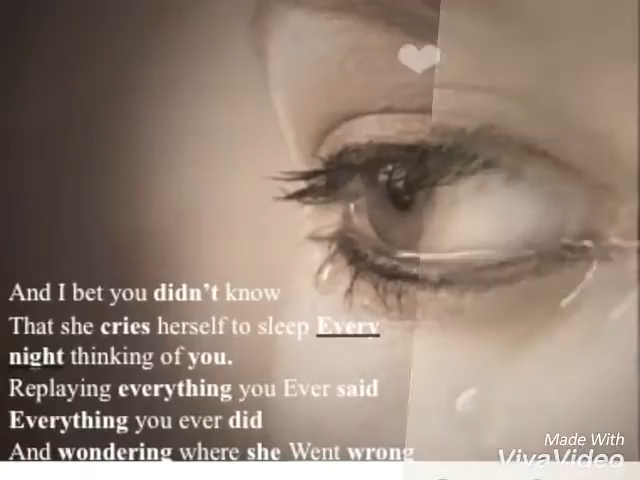 And I bet you didn't know
That she cries herself to sleep Every
night thinking of you.
Replaying everything you Ever said
Everything you ever did
And wondering where she Went wrong
Made With
VivaVideo